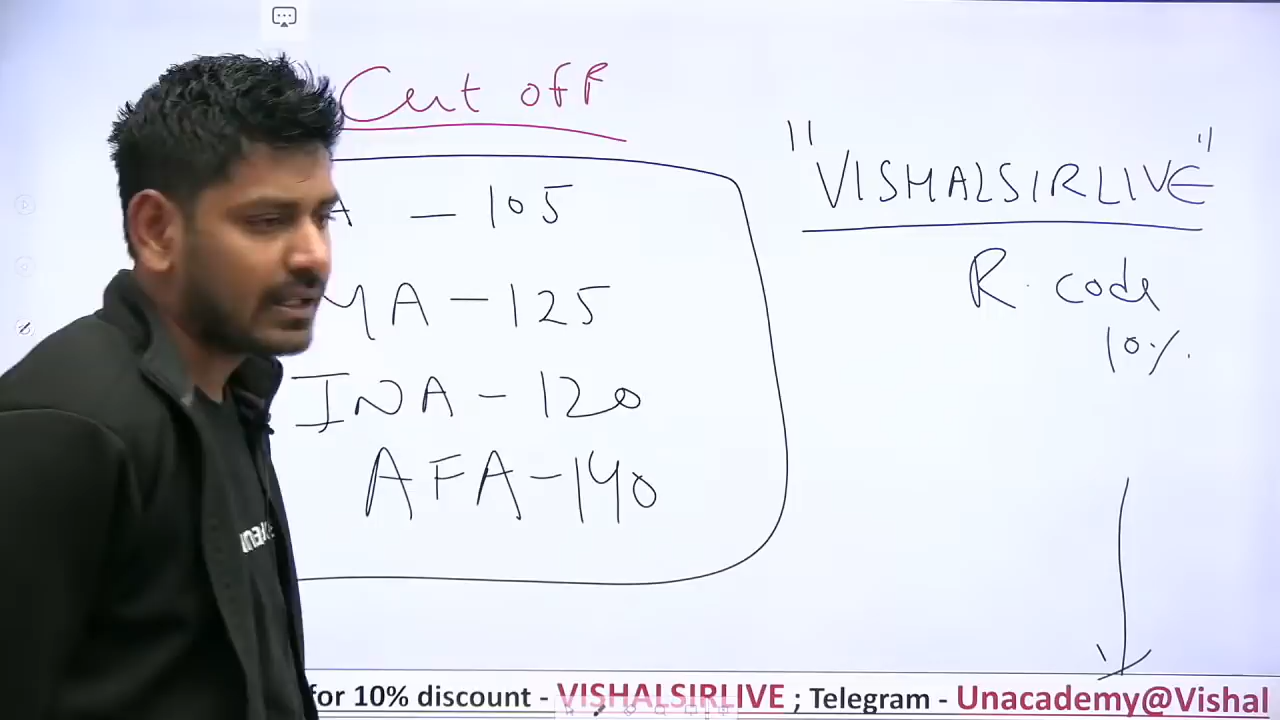 Cut off
A - 105
MA - 125
INA - 120
AFA - 140
"VISHALSIRLIVE"
R. code
10%.
for 10% discount - VISHALSIRLIVE ; Telegram - Unacademy@Vishal